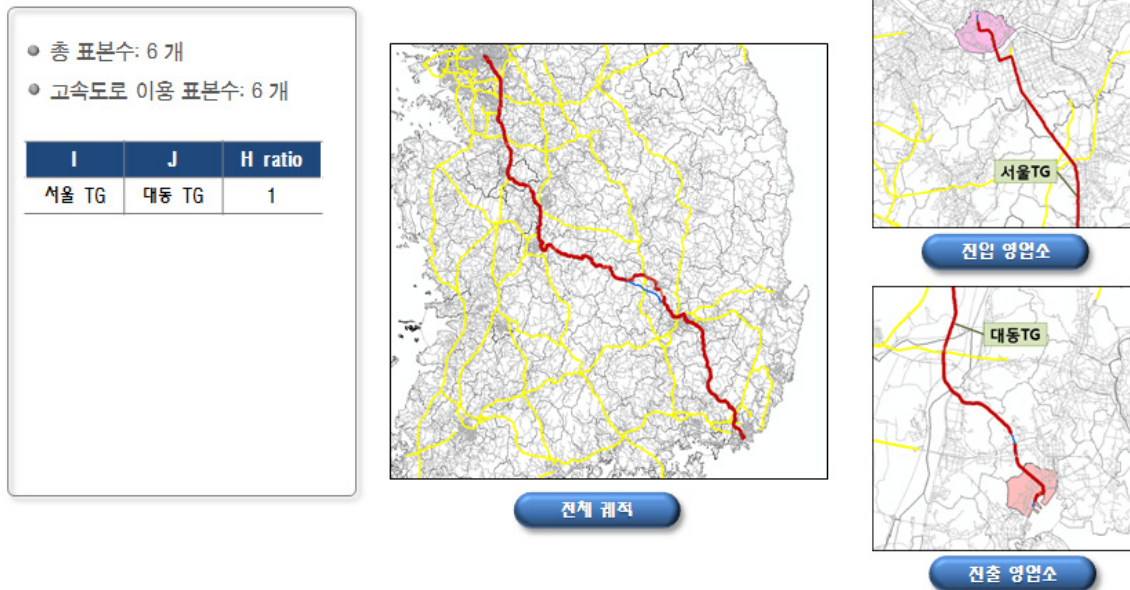 총 표본수: 6 개
고속도로 이용 표본수: 6 개
I J H ratio
서울 TG 대동 TG 1
전체 궤적
서울TG
진입 영업소
대동TG
진출 영업소